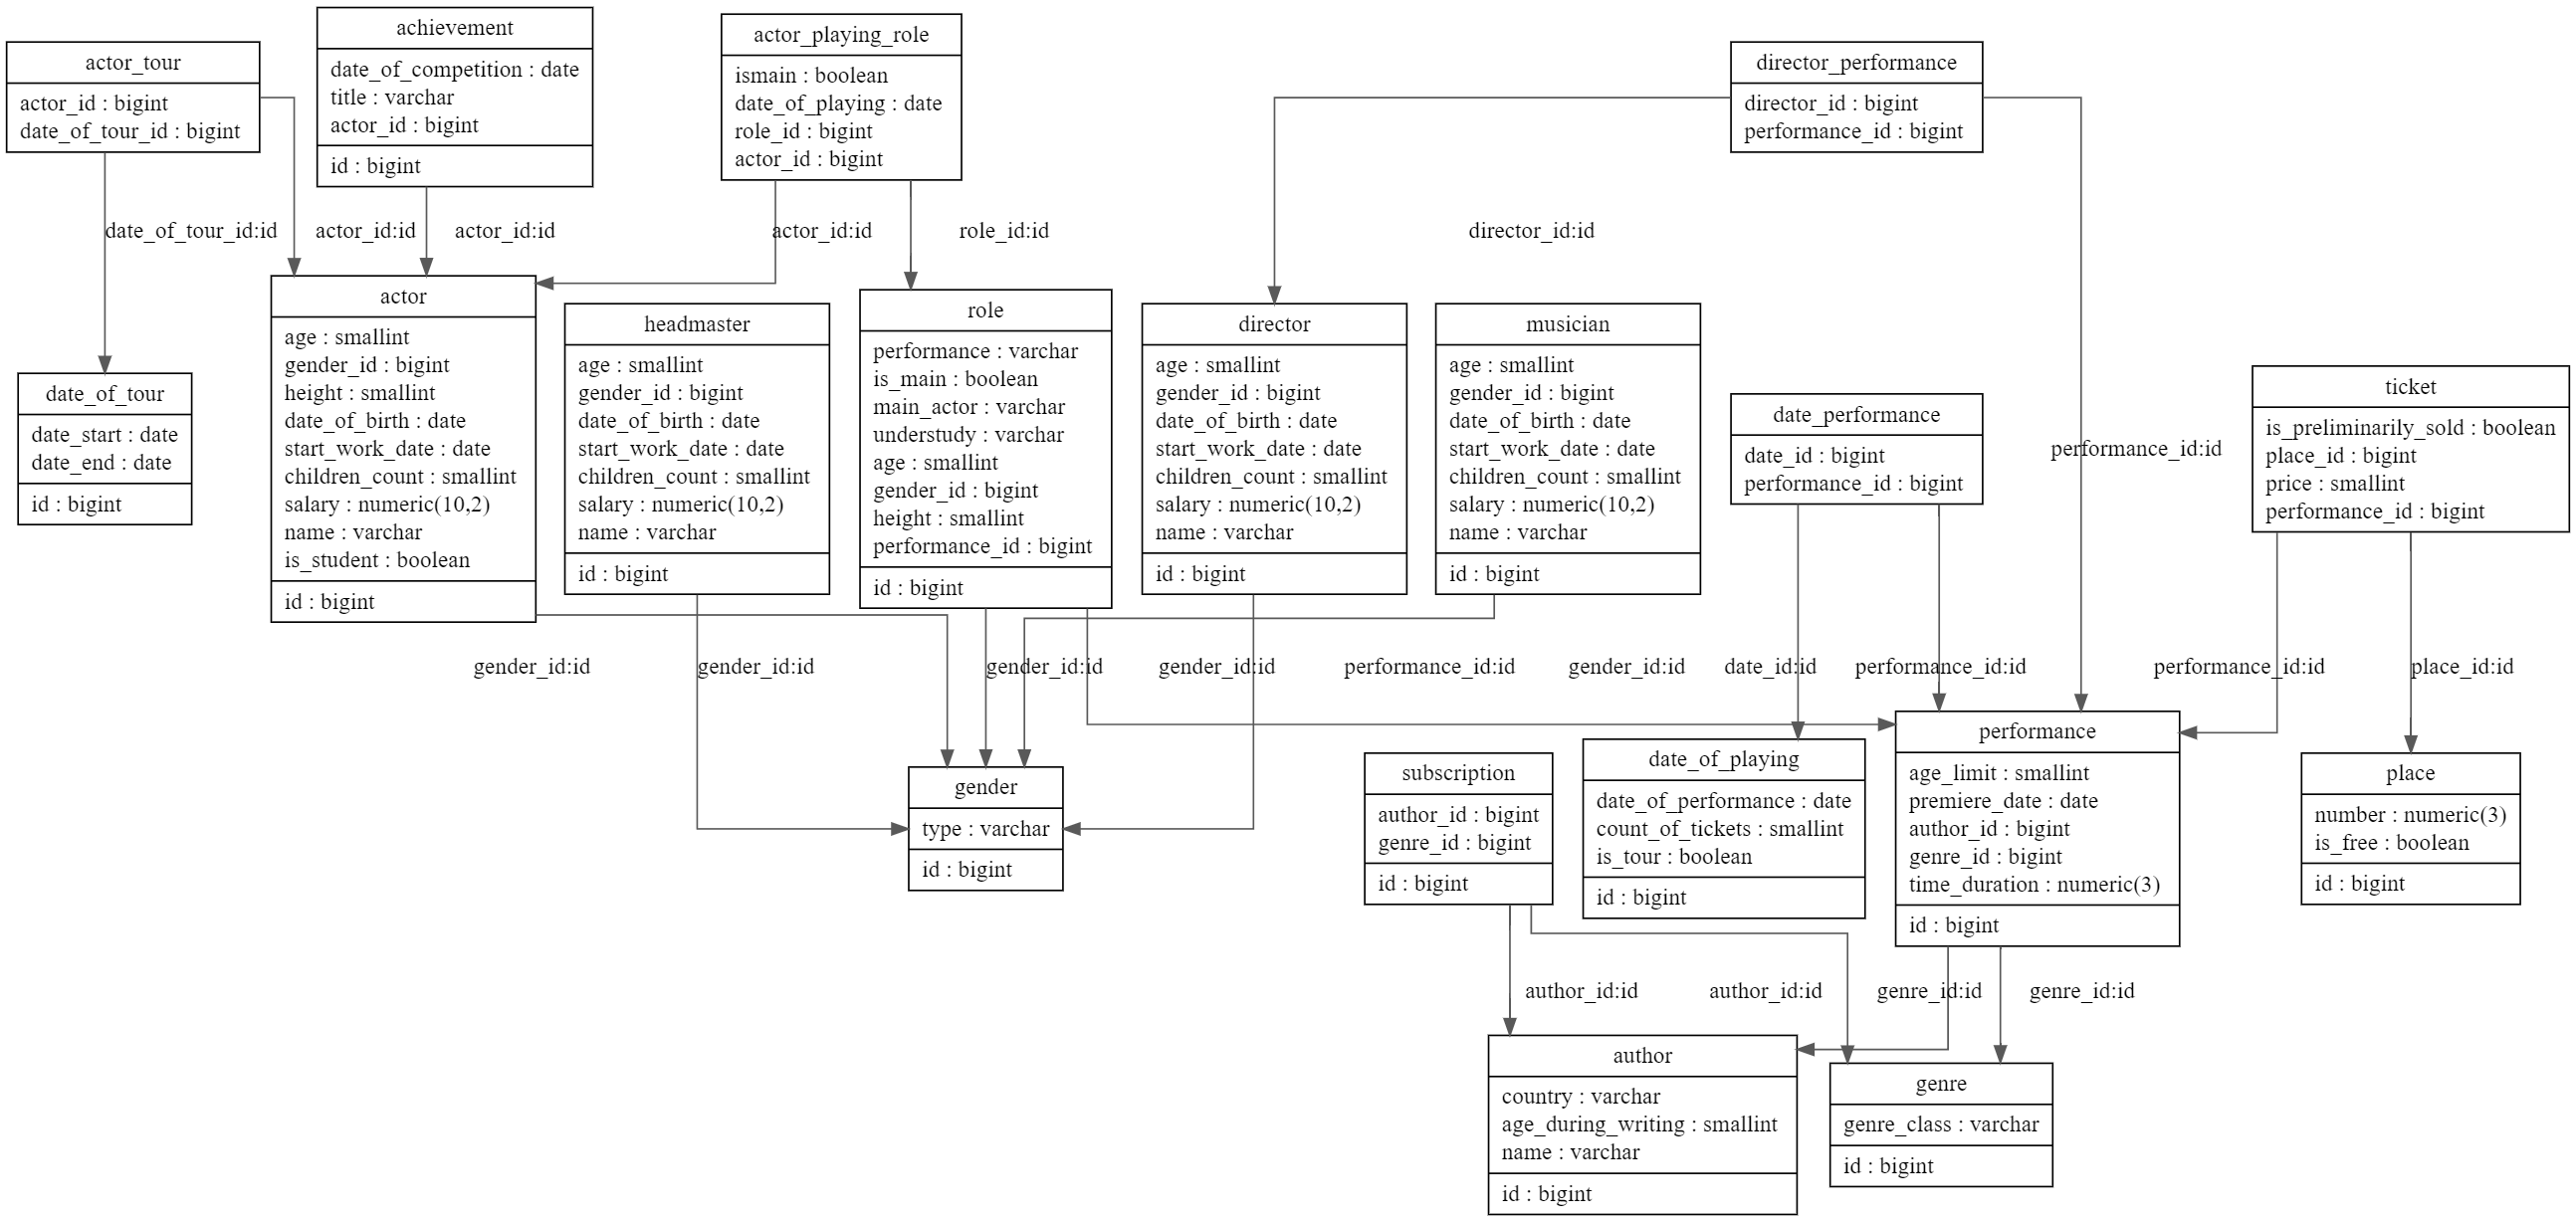 actor_tour
actor_id : bigint
date_of_tour_id : bigint
achievement
date_of_competition : date
title : varchar
actor_id : bigint
id : bigint
actor_playing_role
ismain : boolean
date_of_playing : date
role_id : bigint
actor_id : bigint
director_performance
director_id : bigint
performance_id : bigint
date_of_tour_id:id
actor_id:id
actor_id:id
actor_id:id
role_id:id
director_id:id
performance_id:id
date_of_tour
date_start : date
date_end : date
id : bigint
actor
age : smallint
gender_id : bigint
height : smallint
date_of_birth : date
start_work_date : date
children_count : smallint
salary : numeric(10,2)
name : varchar
is_student : boolean
id : bigint
headmaster
age : smallint
gender_id : bigint
date_of_birth : date
start_work_date : date
children_count : smallint
salary : numeric(10,2)
name : varchar
id : bigint
role
performance : varchar
is_main : boolean
main_actor : varchar
understudy : varchar
age : smallint
gender_id : bigint
height : smallint
performance_id : bigint
id : bigint
director
age : smallint
gender_id : bigint
date_of_birth : date
start_work_date : date
children_count : smallint
salary : numeric(10,2)
name : varchar
id : bigint
musician
age : smallint
gender_id : bigint
date_of_birth : date
start_work_date : date
children_count : smallint
salary : numeric(10,2)
name : varchar
id : bigint
date_performance
date_id : bigint
performance_id : bigint
ticket
is_preliminarily_sold : boolean
place_id : bigint
price : smallint
performance_id : bigint
gender_id:id
gender_id:id
gender_id:id
gender_id:id
performance_id:id
gender_id:id
date_id:id
performance_id:id
performance_id:id
place_id:id
gender
type : varchar
id : bigint
subscription
author_id : bigint
genre_id : bigint
id : bigint
date_of_playing
date_of_performance : date
count_of_tickets : smallint
is_tour : boolean
id : bigint
performance
age_limit : smallint
premiere_date : date
author_id : bigint
genre_id : bigint
time_duration : numeric(3)
id : bigint
place
number : numeric(3)
is_free : boolean
id : bigint
author_id:id
author_id:id
genre_id:id
genre_id:id
author
country : varchar
age_during_writing : smallint
name : varchar
id : bigint
genre
genre_class : varchar
id : bigint